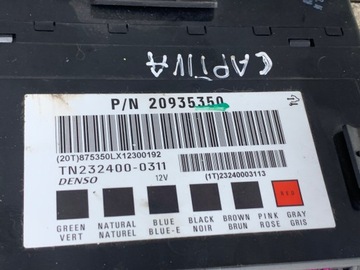 CAPTIVA
P/N 20935350
(20T)875350LX12300192
TN232400-0311
DENSO 12V (1T)23240003113
GREEN NATURAL BLUE BLACK BROWN PINK GRAY
VERT NATUREL BLUE-E NOIR BRUN ROSE GRIS